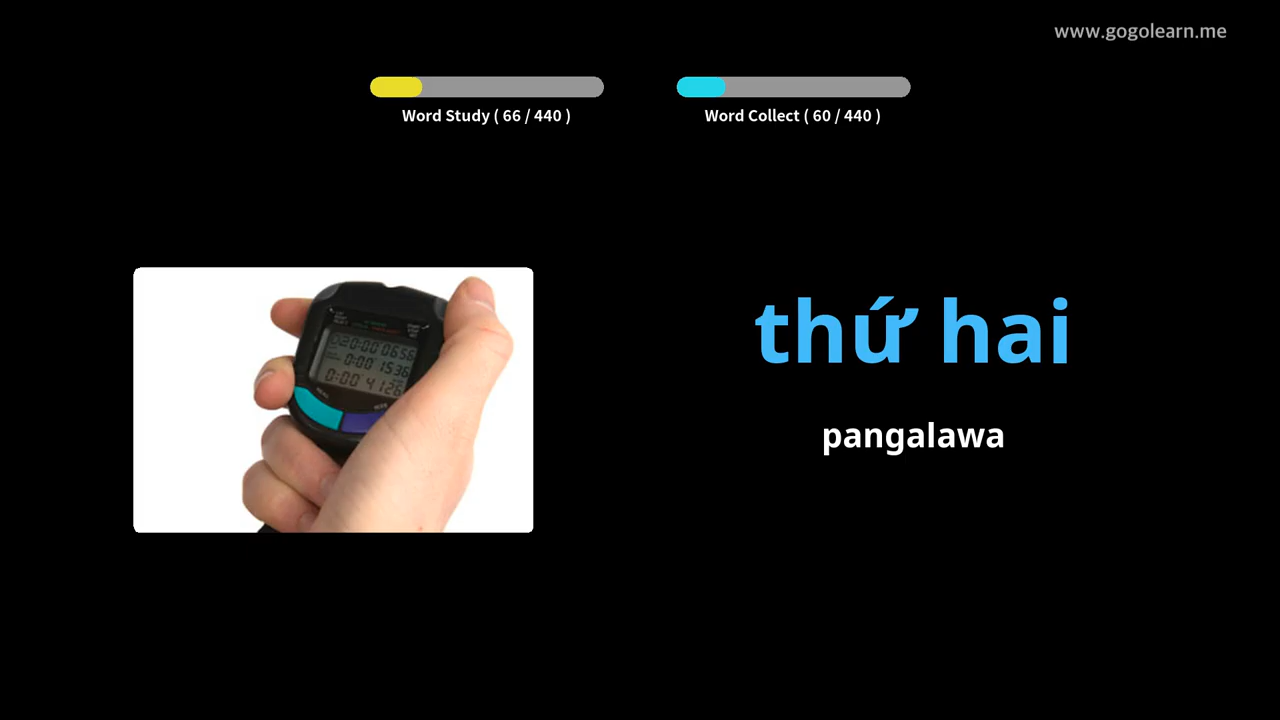 www.gogolearn.me
Word Study ( 66 / 440 )
Word Collect ( 60 / 440 )
thứ hai
pangalawa